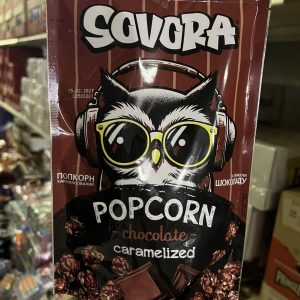 SOVORA
ПОПКОРН
ШОКОЛАДУ
POPCORN
chocolate
caramelized